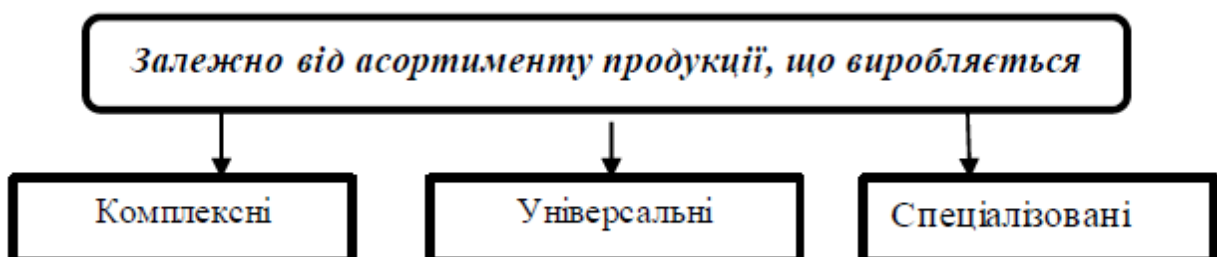 Залежно від асортименту продукції, що виробляється
Комплексні
Універсальні
Спеціалізовані